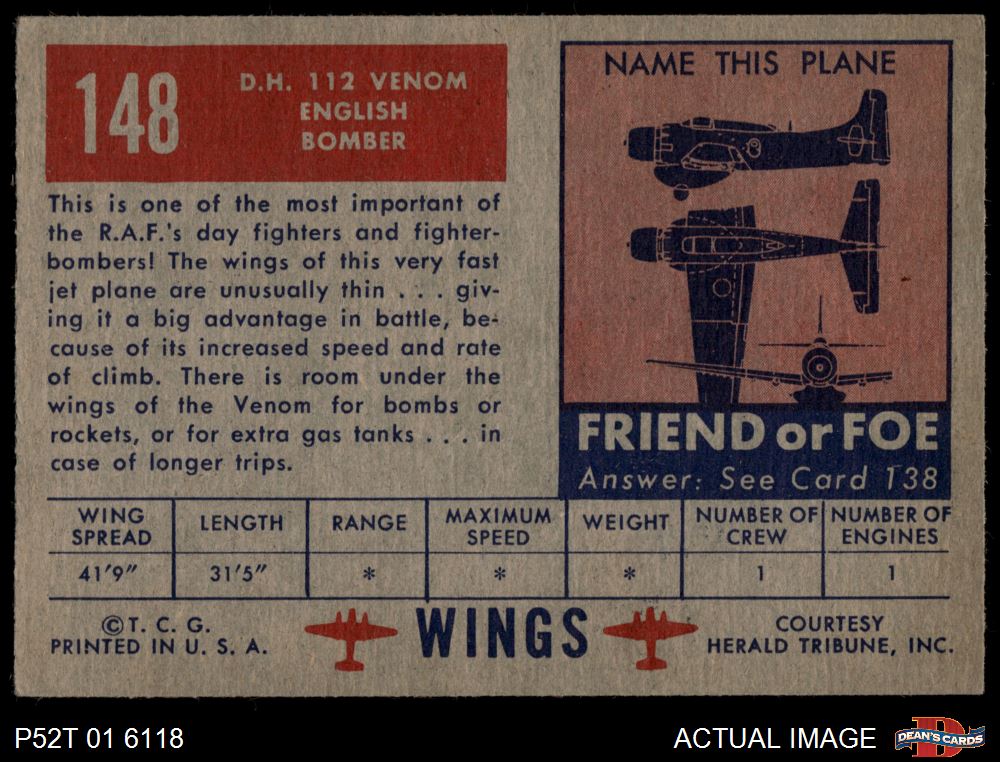 148
D.H. 112 VENOM
ENGLISH
BOMBER
This is one of the most important of
the R.A.F.'s day fighters and fighter-
bombers! The wings of this very fast
jet plane are unusually thin . . . giv-
ing it a big advantage in battle, be-
cause of its increased speed and rate
of climb. There is room under the
wings of the Venom for bombs or
rockets, or for extra gas tanks . . . in
case of longer trips.
NAME THIS PLANE
FRIEND or FOE
Answer: See Card 138
WING SPREAD
LENGTH
RANGE
MAXIMUM SPEED
WEIGHT
NUMBER OF CREW
NUMBER OF ENGINES
41'9" 31'5" * * * 1 1
© T. C. G.
PRINTED IN U. S. A.
WINGS
COURTESY
HERALD TRIBUNE, INC.
P52T 01 6118
ACTUAL IMAGE
DEAN'S CARDS